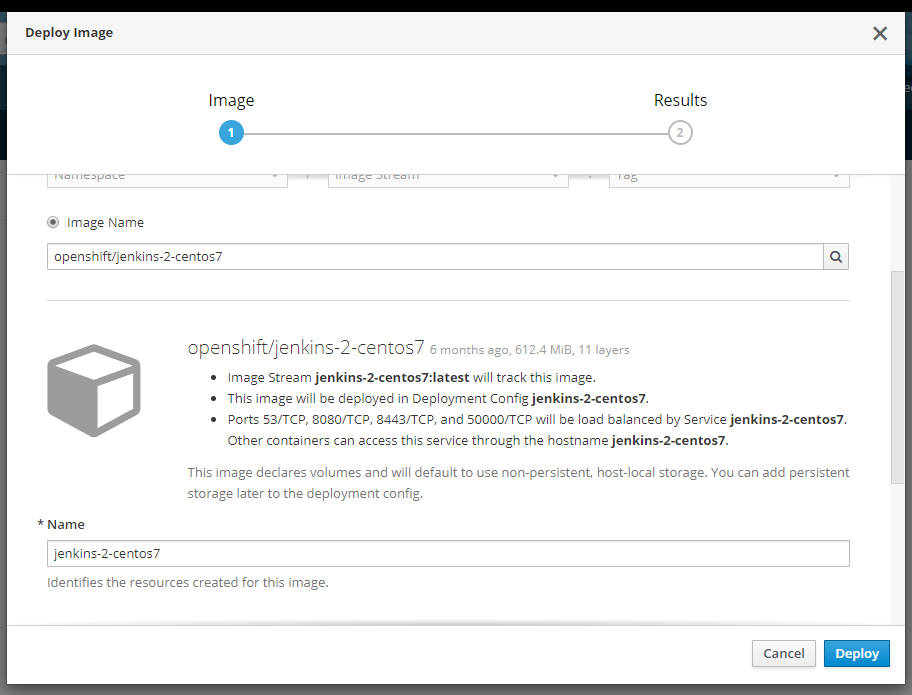 Deploy Image
Image
Results
1
2
Namespace
Image Stream
Tag
Image Name
openshift/jenkins-2-centos7
openshift/jenkins-2-centos7 6 months ago, 612.4 MiB, 11 layers
• Image Stream jenkins-2-centos7:latest will track this image.
• This image will be deployed in Deployment Config jenkins-2-centos7.
• Ports 53/TCP, 8080/TCP, 8443/TCP, and 50000/TCP will be load balanced by Service jenkins-2-centos7.
Other containers can access this service through the hostname jenkins-2-centos7.
This image declares volumes and will default to use non-persistent, host-local storage. You can add persistent
storage later to the deployment config.
* Name
jenkins-2-centos7
Identifies the resources created for this image.
Cancel
Deploy